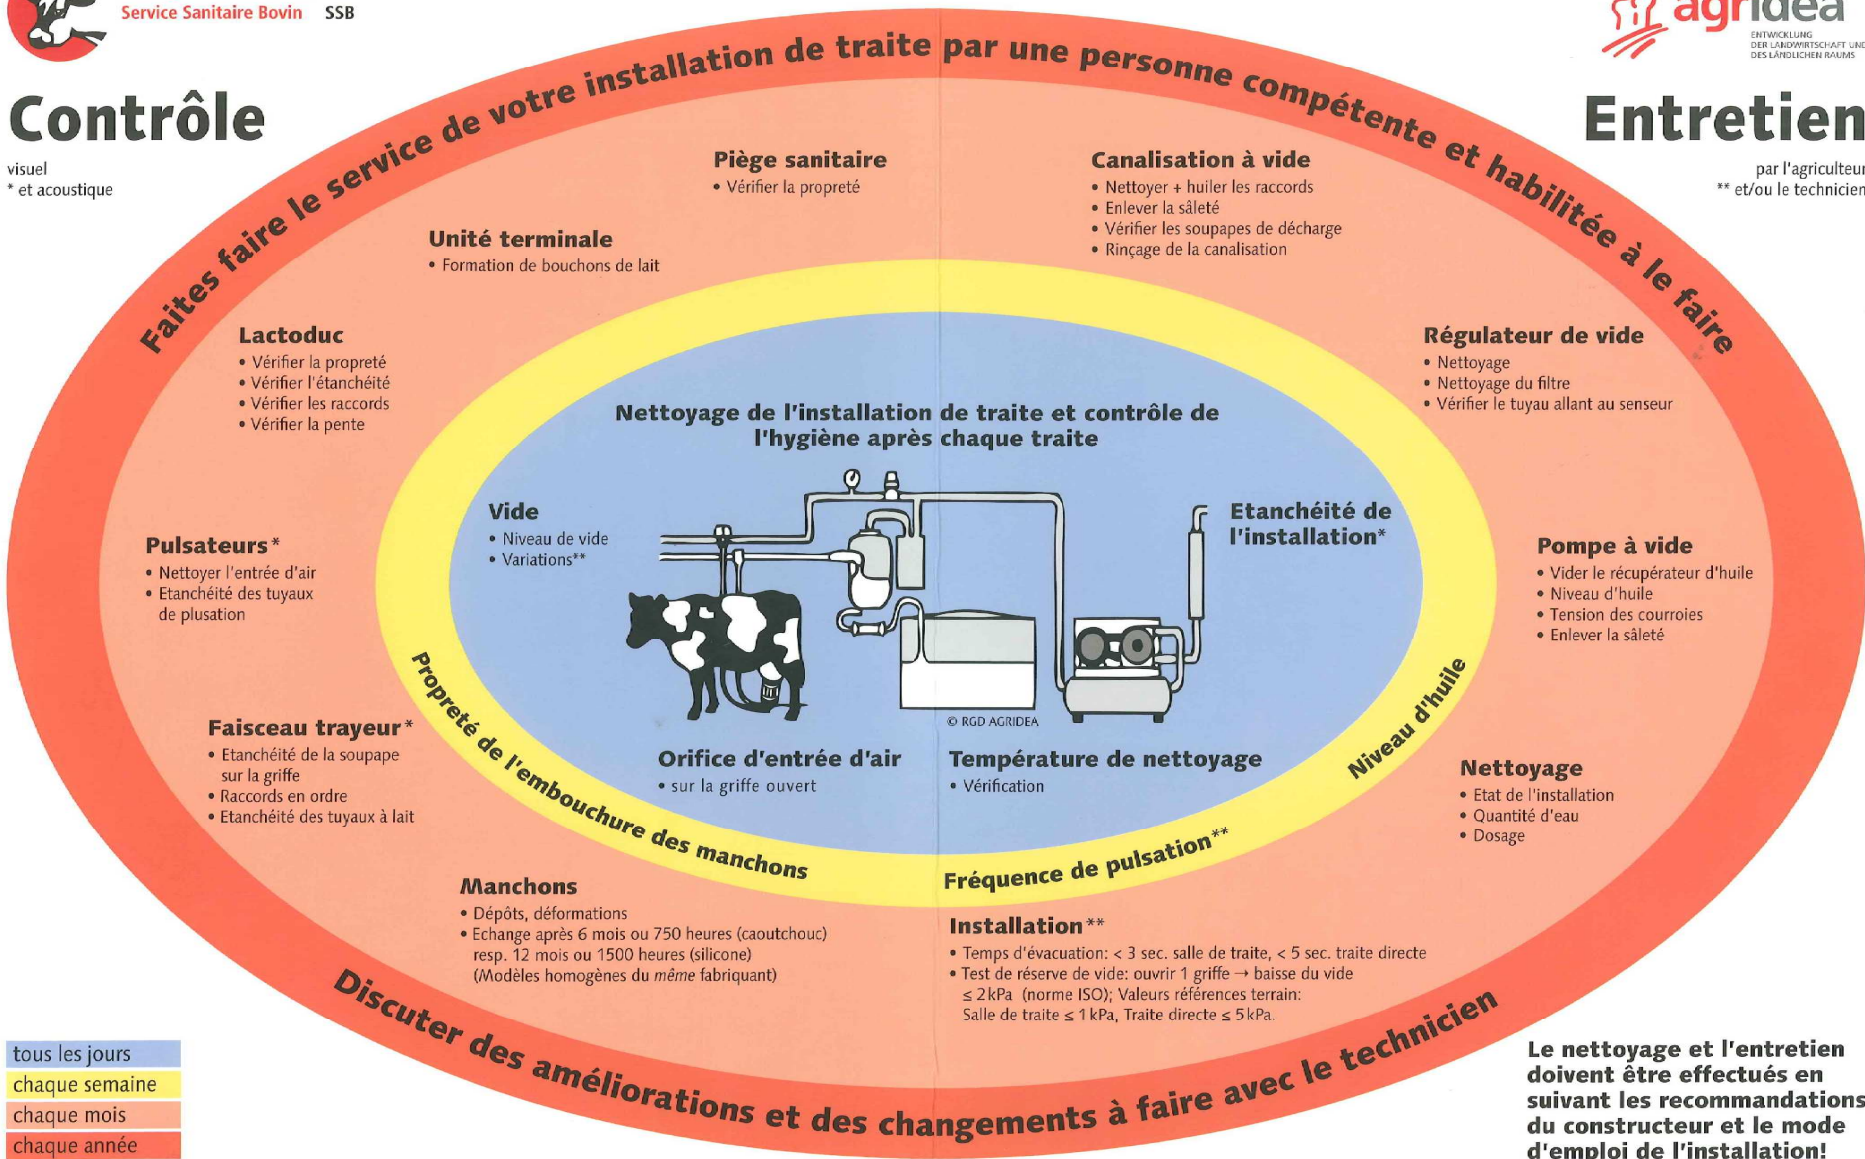 Service Sanitaire Bovin SSB
agridea
ENTWICKLUNG
DER LANDWIRTSCHAFT UND
DES LÄNDLICHEN RAUMS
Contrôle
visuel
* et acoustique
Entretien
par l'agriculteur
** et/ou le technicien
Faites faire le service de votre installation de traite par une personne compétente et habilitée à le faire
Piège sanitaire
• Vérifier la propreté
Canalisation à vide
• Nettoyer + huiler les raccords
• Enlever la sâleté
• Vérifier les soupapes de décharge
• Rinçage de la canalisation
Unité terminale
• Formation de bouchons de lait
Lactoduc
• Vérifier la propreté
• Vérifier l'étanchéité
• Vérifier les raccords
• Vérifier la pente
Régulateur de vide
• Nettoyage
• Nettoyage du filtre
• Vérifier le tuyau allant au senseur
Nettoyage de l'installation de traite et contrôle de
l'hygiène après chaque traite
Vide
• Niveau de vide
• Variations**
Etanchéité de
l'installation*
Pulsateurs*
• Nettoyer l'entrée d'air
• Etanchéité des tuyaux
de plusation
Pompe à vide
• Vider le récupérateur d'huile
• Niveau d'huile
• Tension des courroies
• Enlever la sâleté
© RGD AGRIDEA
Orifice d'entrée d'air
• sur la griffe ouvert
Température de nettoyage
• Vérification
Propreté de l'embouchure des manchons
Fréquence de pulsation**
Niveau d'huile
Faisceau trayeur*
• Etanchéité de la soupape
sur la griffe
• Raccords en ordre
• Etanchéité des tuyaux à lait
Nettoyage
• Etat de l'installation
• Quantité d'eau
• Dosage
Manchons
• Dépôts, déformations
• Echange après 6 mois ou 750 heures (caoutchouc)
resp. 12 mois ou 1500 heures (silicone)
(Modèles homogènes du même fabriquant)
Installation**
• Temps d'évacuation: < 3 sec. salle de traite, < 5 sec. traite directe
• Test de réserve de vide: ouvrir 1 griffe → baisse du vide
≤ 2 kPa (norme ISO); Valeurs références terrain:
Salle de traite ≤ 1 kPa, Traite directe ≤ 5 kPa.
Discuter des améliorations et des changements à faire avec le technicien
tous les jours
chaque semaine
chaque mois
chaque année
Le nettoyage et l'entretien
doivent être effectués en
suivant les recommandations
du constructeur et le mode
d'emploi de l'installation!